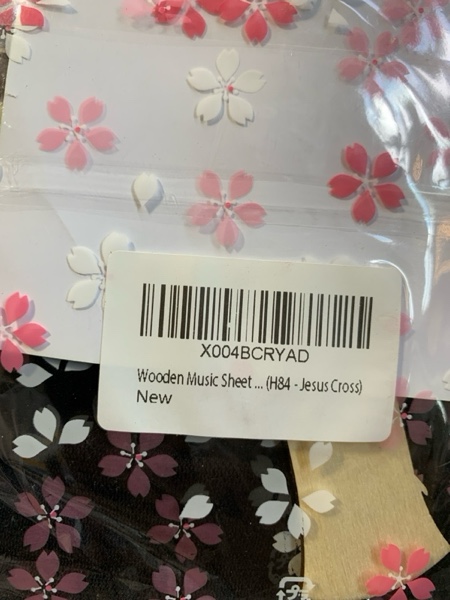 X004BCRYAD
Wooden Music Sheet ... (H84 - Jesus Cross)
New